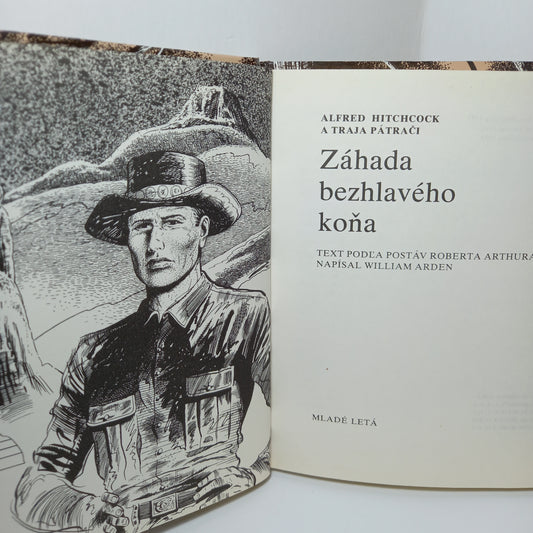 ALFRED HITCHCOCK
A TRAJA PÁTRAČI
Záhada
bezhlavého
koňa
TEXT PODĽA POSTÁV ROBERTA ARTHURA
NAPÍSAL WILLIAM ARDEN
MLADÉ LETÁ